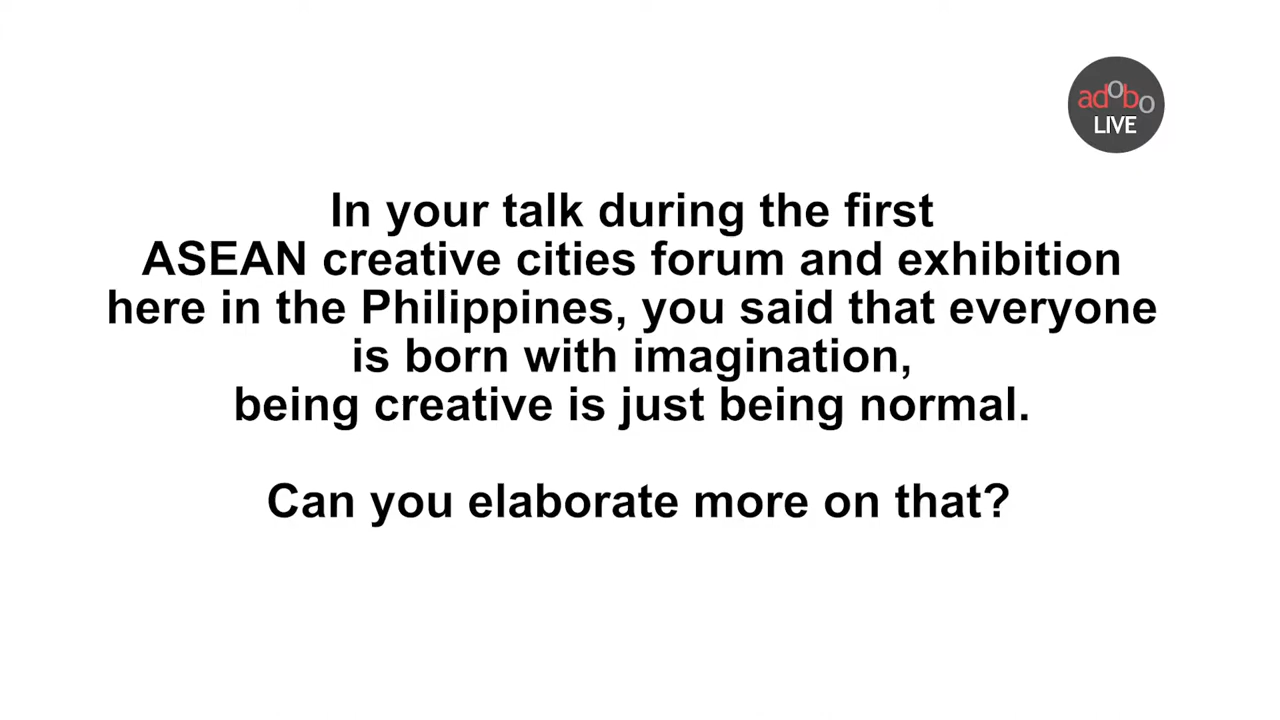 adobo
LIVE
In your talk during the first
ASEAN creative cities forum and exhibition
here in the Philippines, you said that everyone
is born with imagination,
being creative is just being normal.
Can you elaborate more on that?